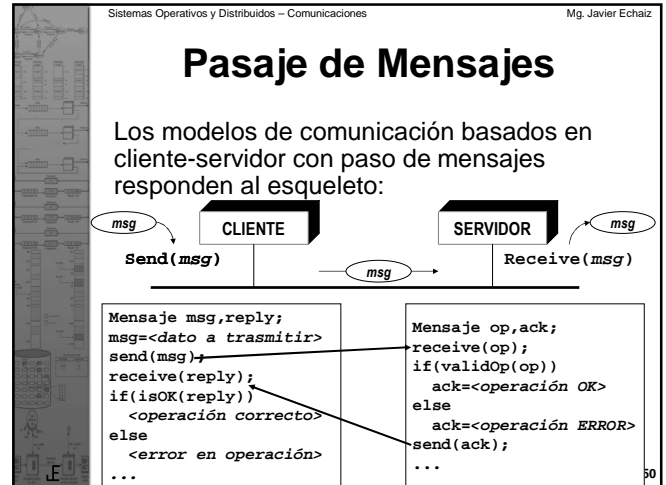 Sistemas Operativos y Distribuidos – Comunicaciones
Mg. Javier Echaiz
Pasaje de Mensajes
Los modelos de comunicación basados en
cliente-servidor con paso de mensajes
responden al esqueleto:
msg
CLIENTE
SERVIDOR
msg
Send(msg)
msg
Receive(msg)
Mensaje msg,reply;
msg=<dato a trasmitir>
send(msg);
receive(reply);
if(isOK(reply))
<operación correcto>
else
<error en operación>
...
Mensaje op,ack;
receive(op);
if(validOp(op))
ack=<operación OK>
else
ack=<operación ERROR>
send(ack);
...
JE